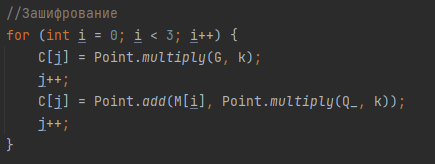 //Зашифрование
for (int i = 0; i < 3; i++) {
    C[j] = Point.multiply(G, k);
    j++;
    C[j] = Point.add(M[i], Point.multiply(Q_, k));
    j++;
}